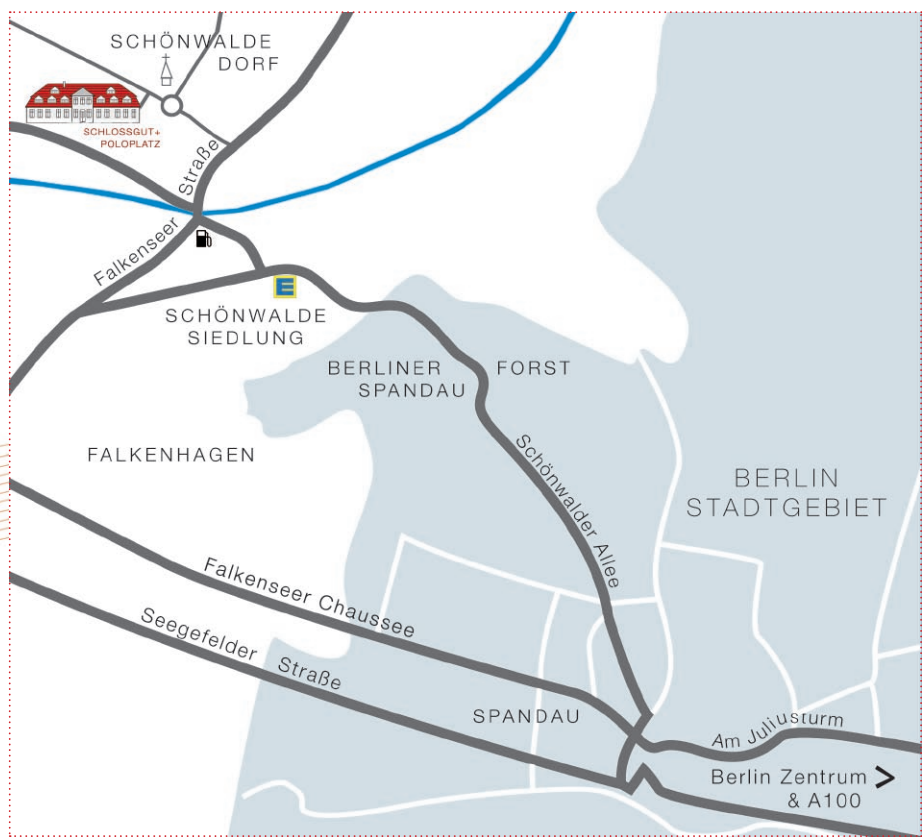 SCHÖNWALDE
DORF
SCHLOSSGUT+
POLOPLATZ
Falkenseer Straße
E
SCHÖNWALDE
SIEDLUNG
BERLINER FORST
SPANDAU
Schönwalder Allee
FALKENHAGEN
BERLIN
STADTGEBIET
Falkenseer Chaussee
Seegefelder Straße
SPANDAU
Am Juliusturm
Berlin Zentrum >
& A100